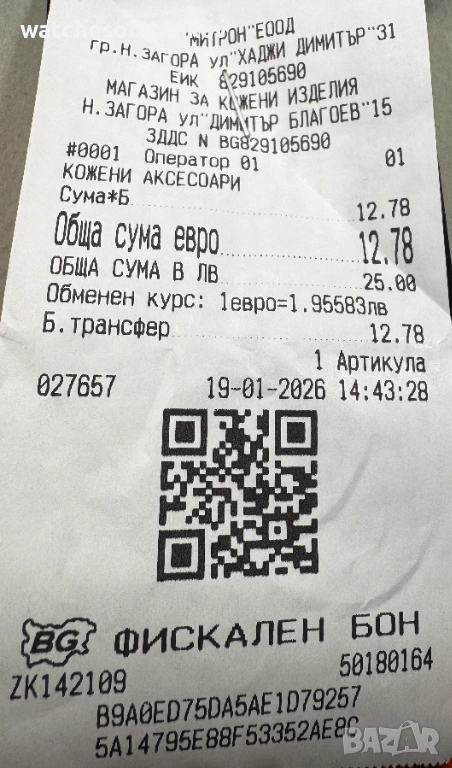 "МИТРОН"ЕООД
ГР.Н.ЗАГОРА УЛ"ХАДЖИ ДИМИТЪР"31
ЕИК 829105690
МАГАЗИН ЗА КОЖЕНИ ИЗДЕЛИЯ
Н.ЗАГОРА УЛ"ДИМИТЪР БЛАГОЕВ"15
ЗДДС N BG829105690
#0001 Оператор 01 01
КОЖЕНИ АКСЕСОАРИ
Сума*Б 12.78
Обща сума евро 12.78
ОБЩА СУМА В ЛВ 25.00
Обменен курс: 1евро=1.95583лв
Б.трансфер 12.78
1 Артикула
027657 19-01-2026 14:43:28
BG ФИСКАЛЕН БОН
ZK142109 50180164
B9A0ED75DA5AE1D79257
5A14795E88F53352AE8C
BAZAR